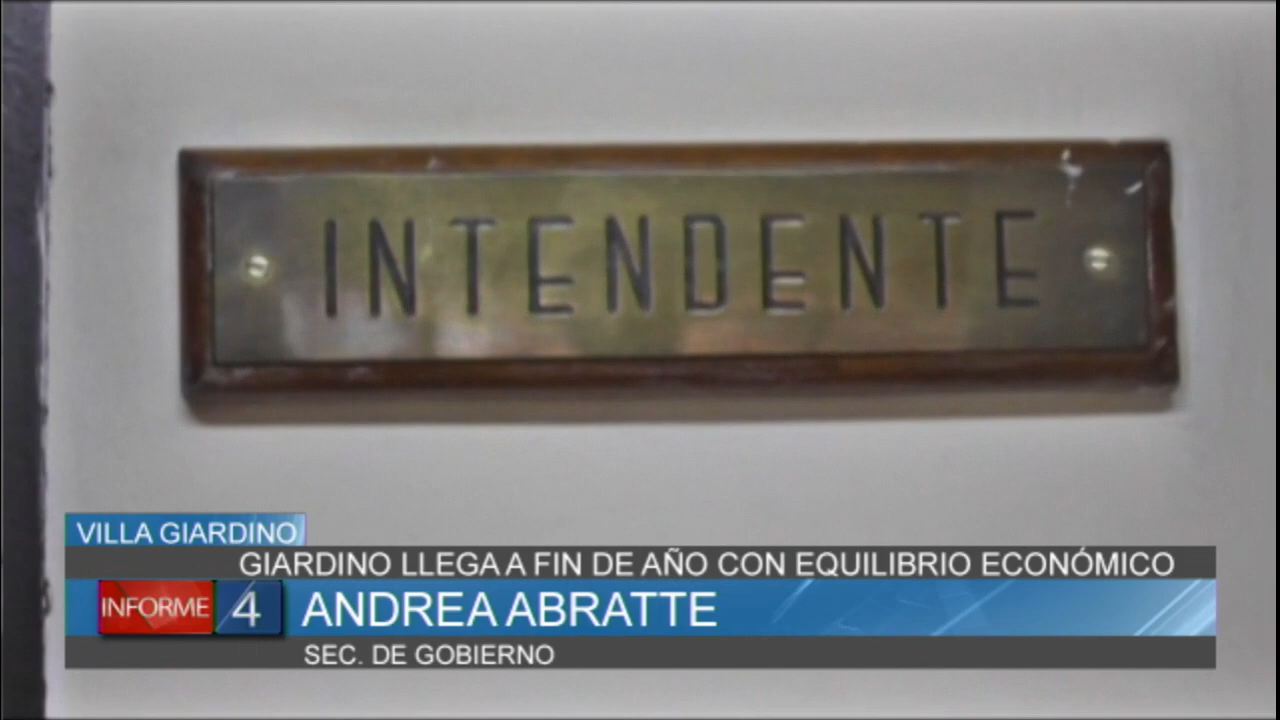 INTENDENTE
VILLA GIARDINO
GIARDINO LLEGA A FIN DE AÑO CON EQUILIBRIO ECONÓMICO
INFORME 4
ANDREA ABRATTE
SEC. DE GOBIERNO